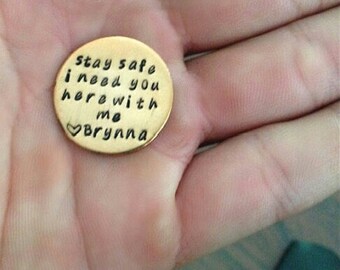 stay safe
i need you
here with
me
♡Brynna